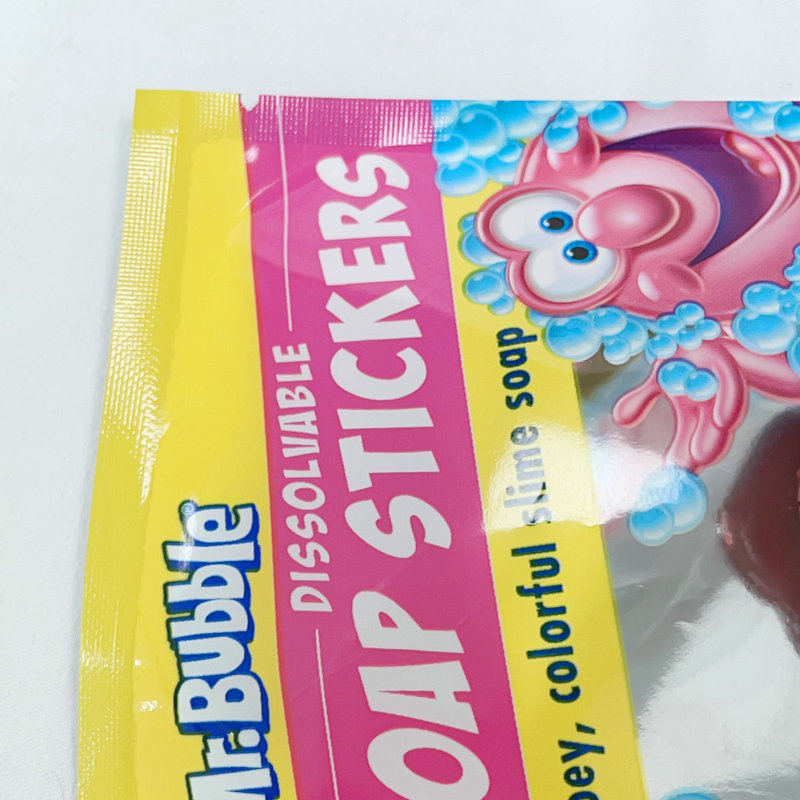 Mr. Bubble®
DISSOLVABLE
OAP STICKERS
oey, colorful slime soap